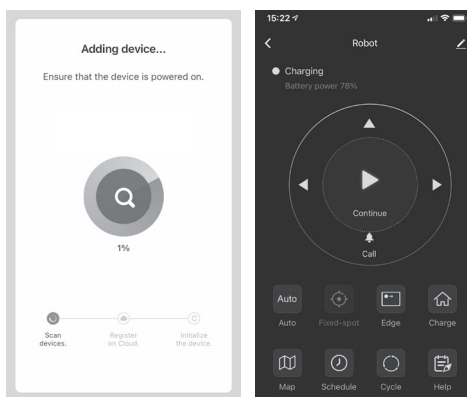 Adding device...
Ensure that the device is powered on.
1%
Scan
devices.
Register
on Cloud.
Initialize
the device.
15:22
Robot
Charging
Battery power 78%
Continue
Call
Auto
Auto
Fixed-spot
Edge
Charge
Map
Schedule
Cycle
Help